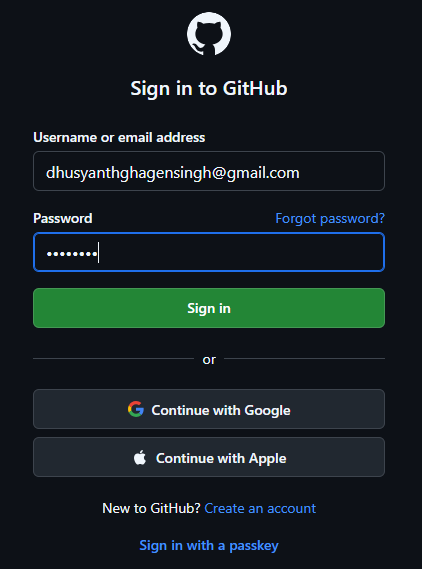 Sign in to GitHub
Username or email address
dhusyanthghagensingh@gmail.com
Password Forgot password?
••••••••
Sign in
or
Continue with Google
Continue with Apple
New to GitHub? Create an account
Sign in with a passkey